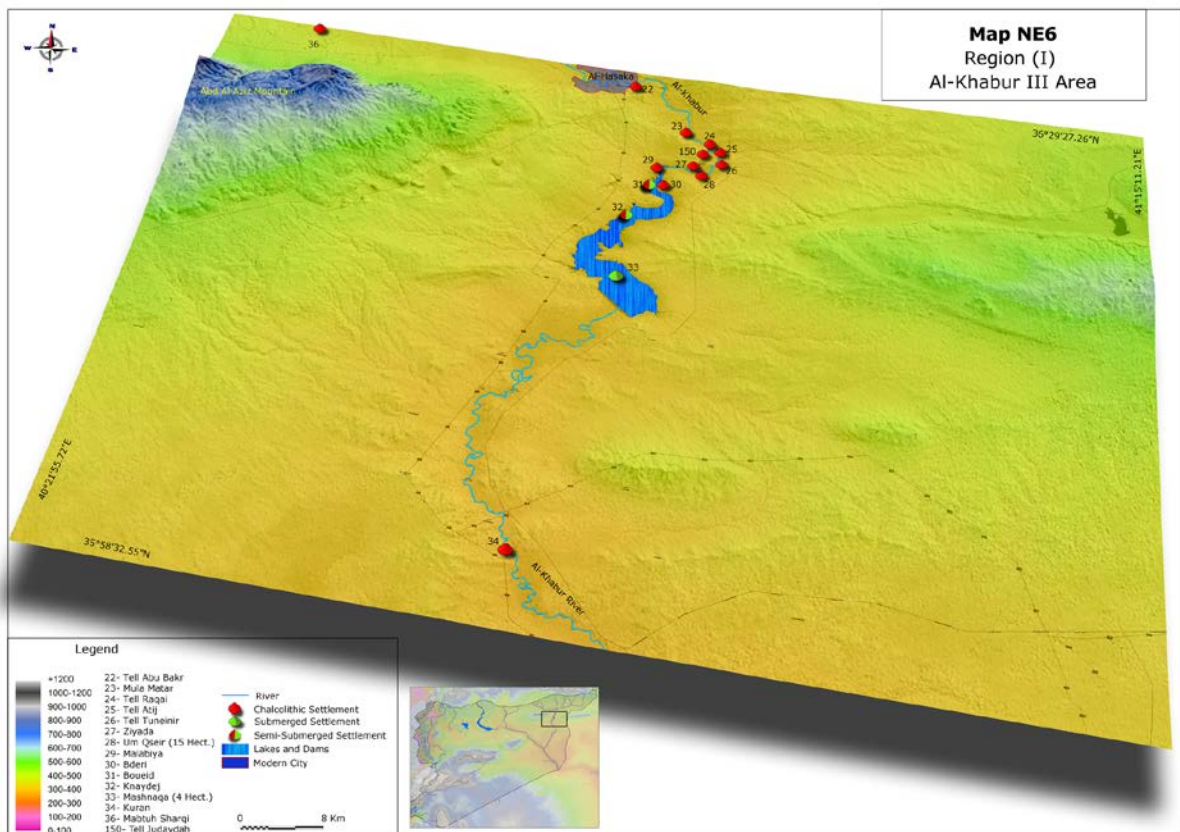 Map NE6
Region (I)
Al-Khabur III Area
N
W E
S
36
Abd Al-Aziz Mountain
Al-Hasaka
22
Al-Khabur
23
24
150
25
29
27
26
28
31
30
32
33
34
36°29'27.26"N
41°15'11.21"E
40°21'55.72"E
35°58'32.55"N
Al-Khabur River
Legend
+1200
1000-1200
900-1000
800-900
700-800
600-700
500-600
400-500
300-400
200-300
100-200
0-100
22- Tell Abu Bakr
23- Mula Matar
24- Tell Raqai
25- Tell Atij
26- Tell Tuneinir
27- Ziyada
28- Um Qseir (15 Hect.)
29- Malabiya
30- Bderi
31- Boueid
32- Knaydej
33- Mashnaqa (4 Hect.)
34- Kuran
36- Mabtuh Sharqi
150- Tell Judaydah
River
Chalcolithic Settlement
Submerged Settlement
Semi-Submerged Settlement
Lakes and Dams
Modern City
0 8 Km